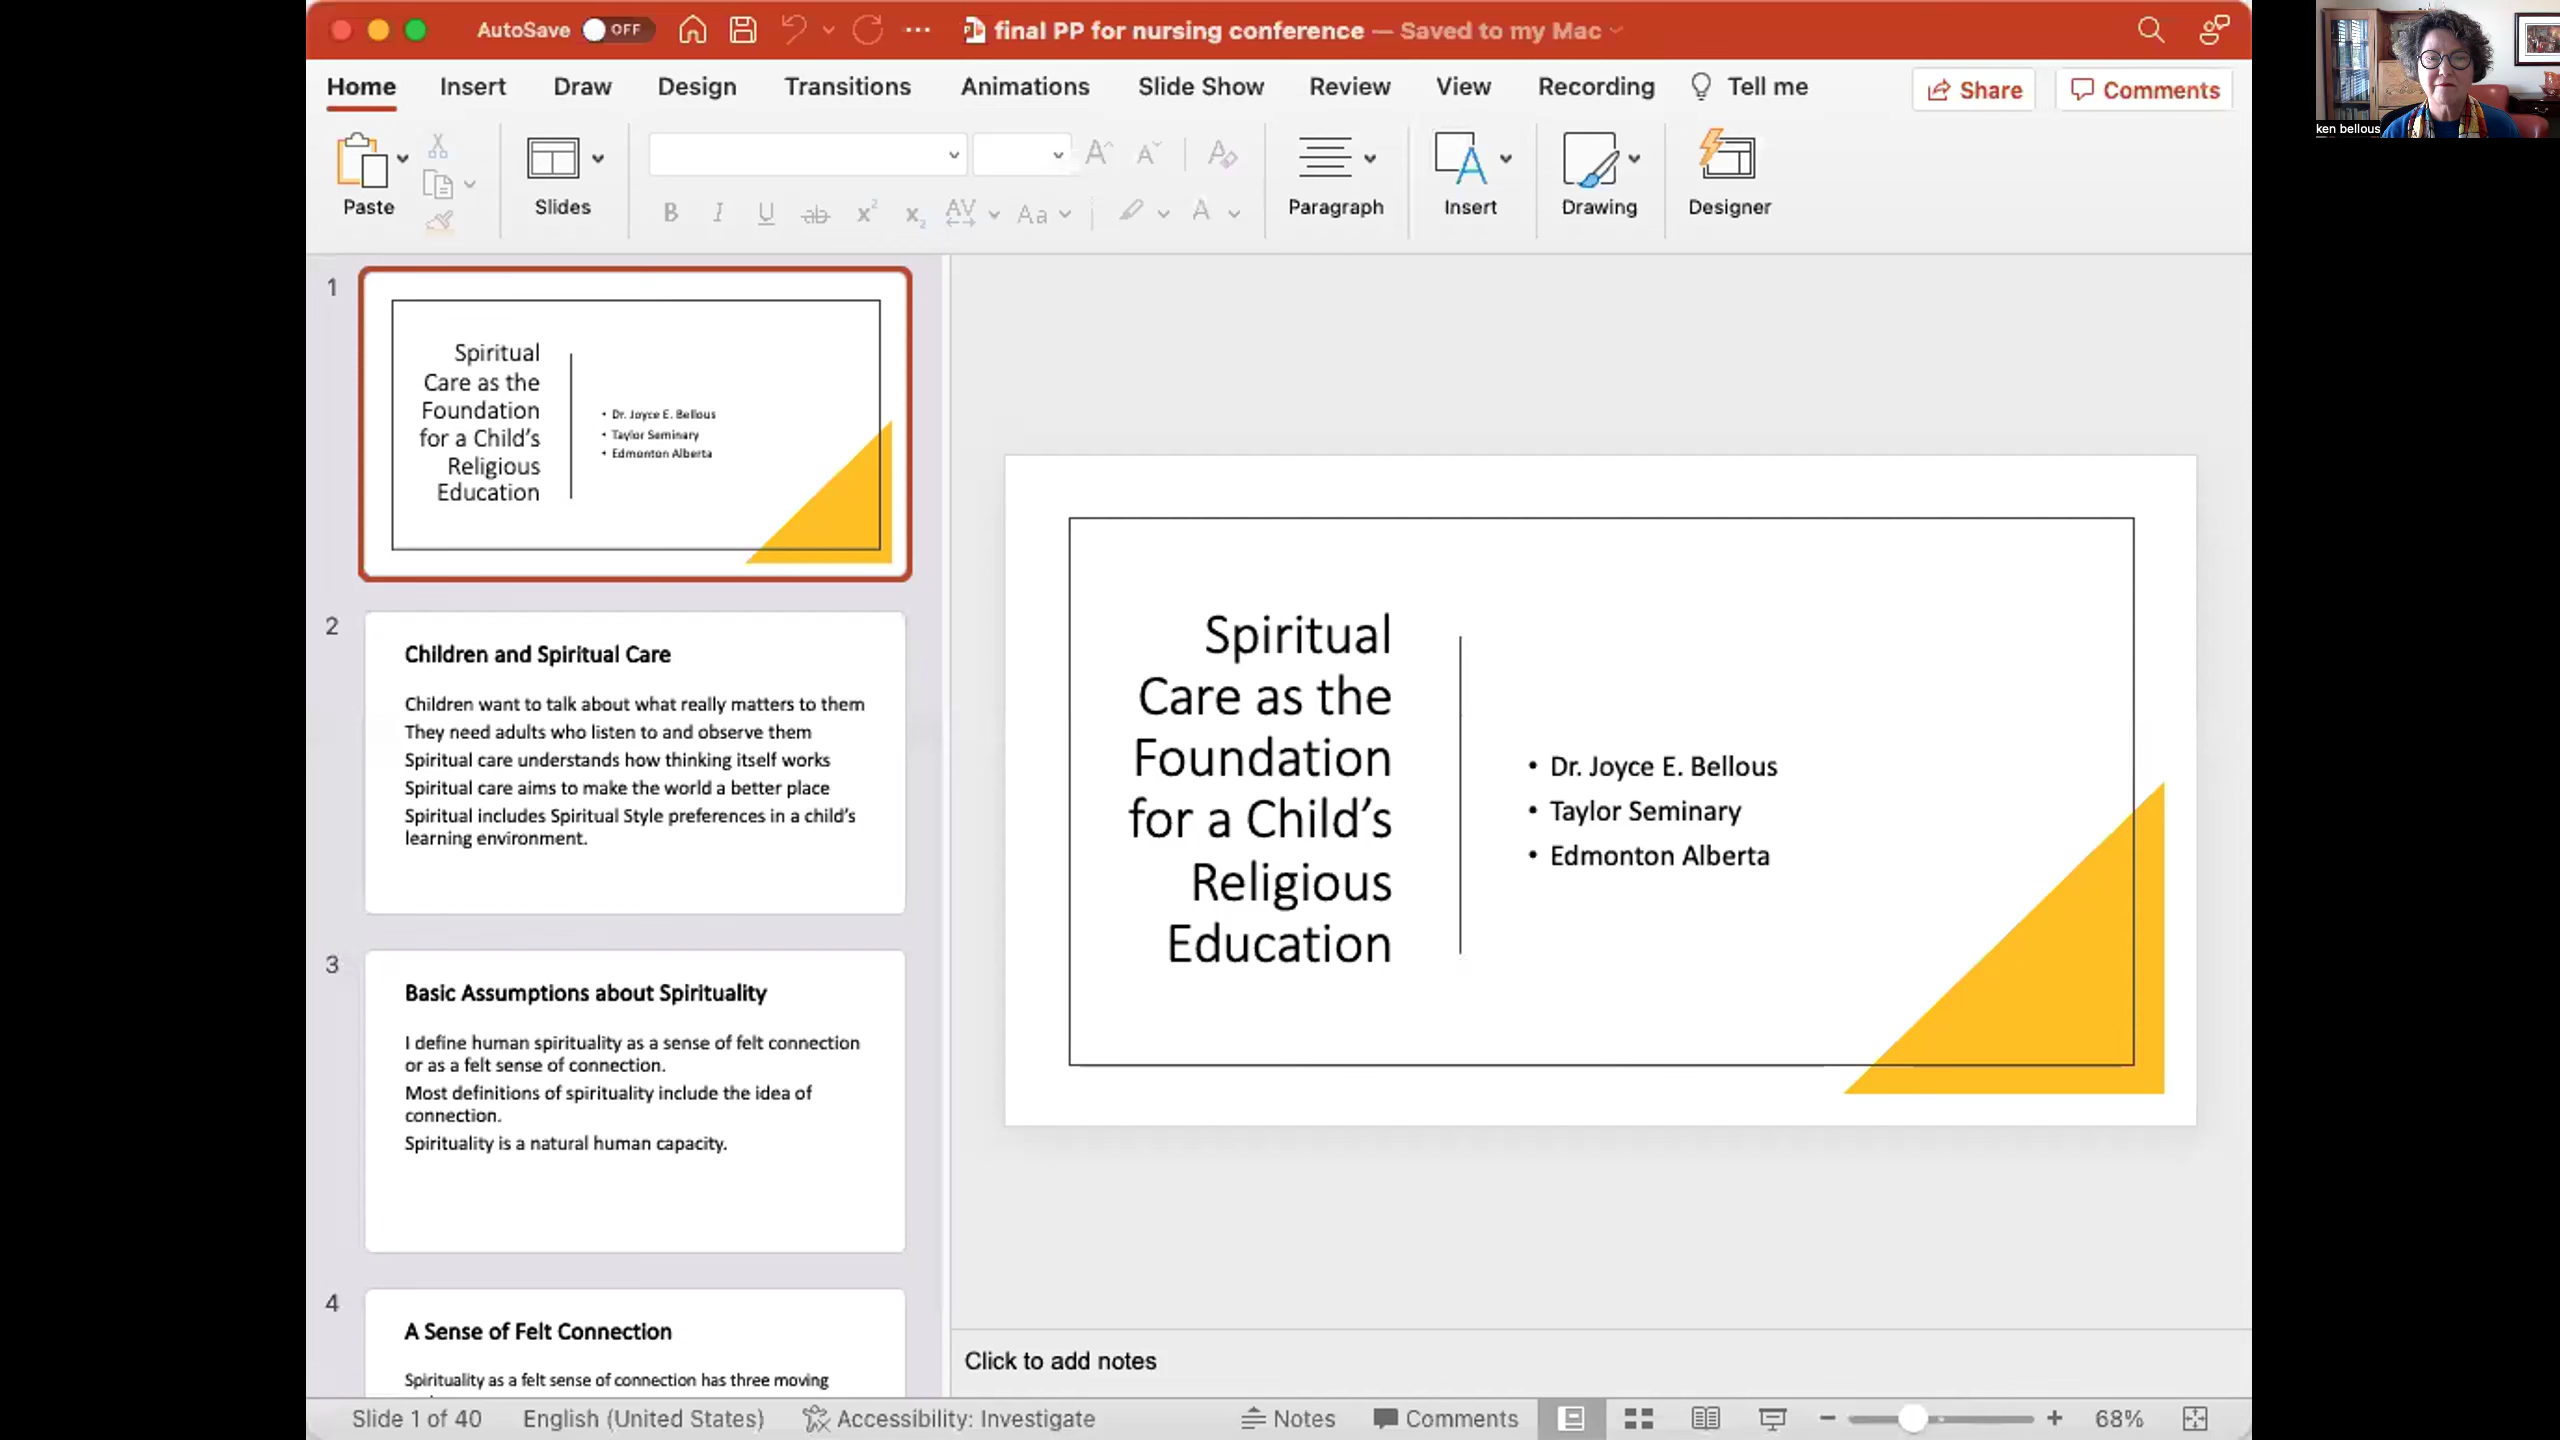 AutoSave OFF final PP for nursing conference — Saved to my Mac
Home Insert Draw Design Transitions Animations Slide Show Review View Recording Tell me Share Comments
Paste Slides Paragraph Insert Drawing Designer
B I U ab x² x₂ AV Aa A
1
Spiritual
Care as the
Foundation
for a Child's
Religious
Education
• Dr. Joyce E. Bellous
• Taylor Seminary
• Edmonton Alberta
2
Children and Spiritual Care
Children want to talk about what really matters to them
They need adults who listen to and observe them
Spiritual care understands how thinking itself works
Spiritual care aims to make the world a better place
Spiritual includes Spiritual Style preferences in a child's
learning environment.
3
Basic Assumptions about Spirituality
I define human spirituality as a sense of felt connection
or as a felt sense of connection.
Most definitions of spirituality include the idea of
connection.
Spirituality is a natural human capacity.
4
A Sense of Felt Connection
Spirituality as a felt sense of connection has three moving
Spiritual
Care as the
Foundation
for a Child's
Religious
Education
• Dr. Joyce E. Bellous
• Taylor Seminary
• Edmonton Alberta
Click to add notes
Slide 1 of 40 English (United States) Accessibility: Investigate Notes Comments 68%
ken bellous